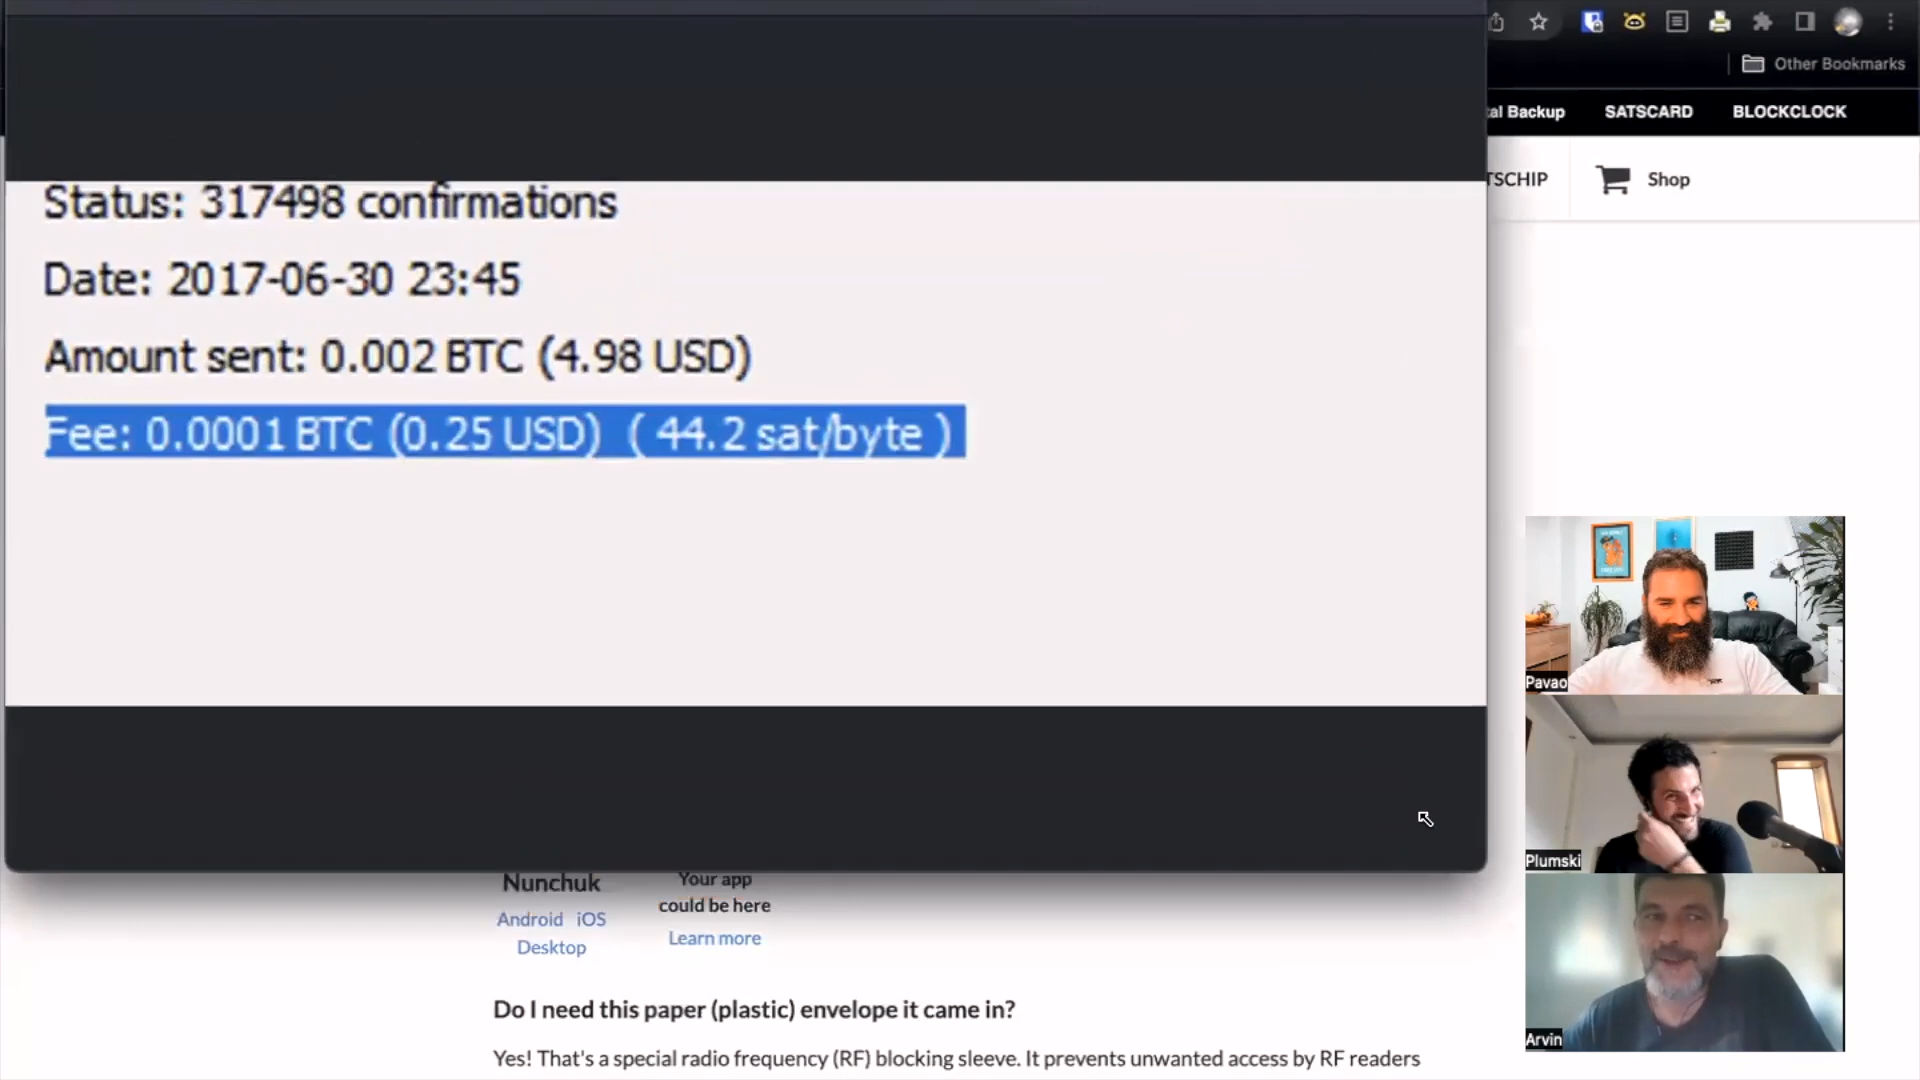 Other Bookmarks
tal Backup SATSCARD BLOCKCLOCK
TSCHIP Shop
Status: 317498 confirmations
Date: 2017-06-30 23:45
Amount sent: 0.002 BTC (4.98 USD)
Fee: 0.0001 BTC (0.25 USD) ( 44.2 sat/byte )
Pavao
Plumski
Arvin
Nunchuk
Android iOS
Desktop
Your app
could be here
Learn more
Do I need this paper (plastic) envelope it came in?
Yes! That's a special radio frequency (RF) blocking sleeve. It prevents unwanted access by RF readers